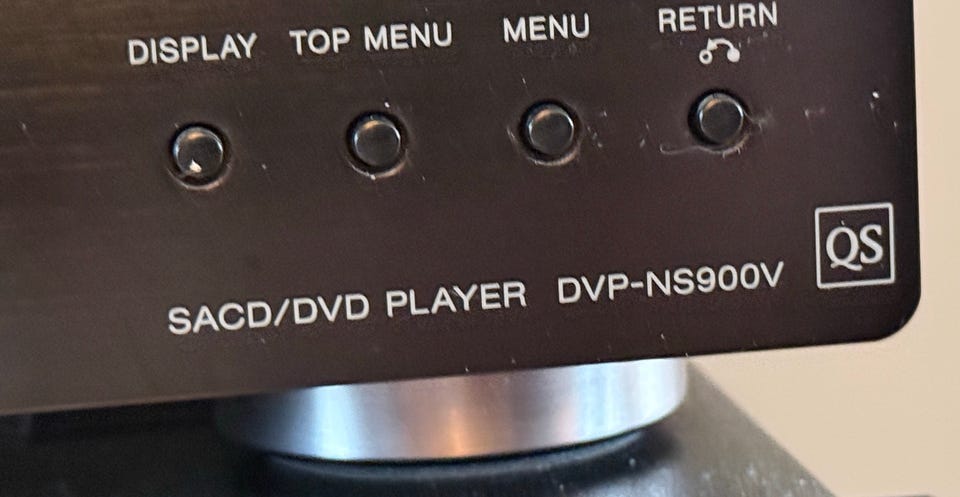 DISPLAY TOP MENU MENU RETURN
QS
SACD/DVD PLAYER DVP-NS900V